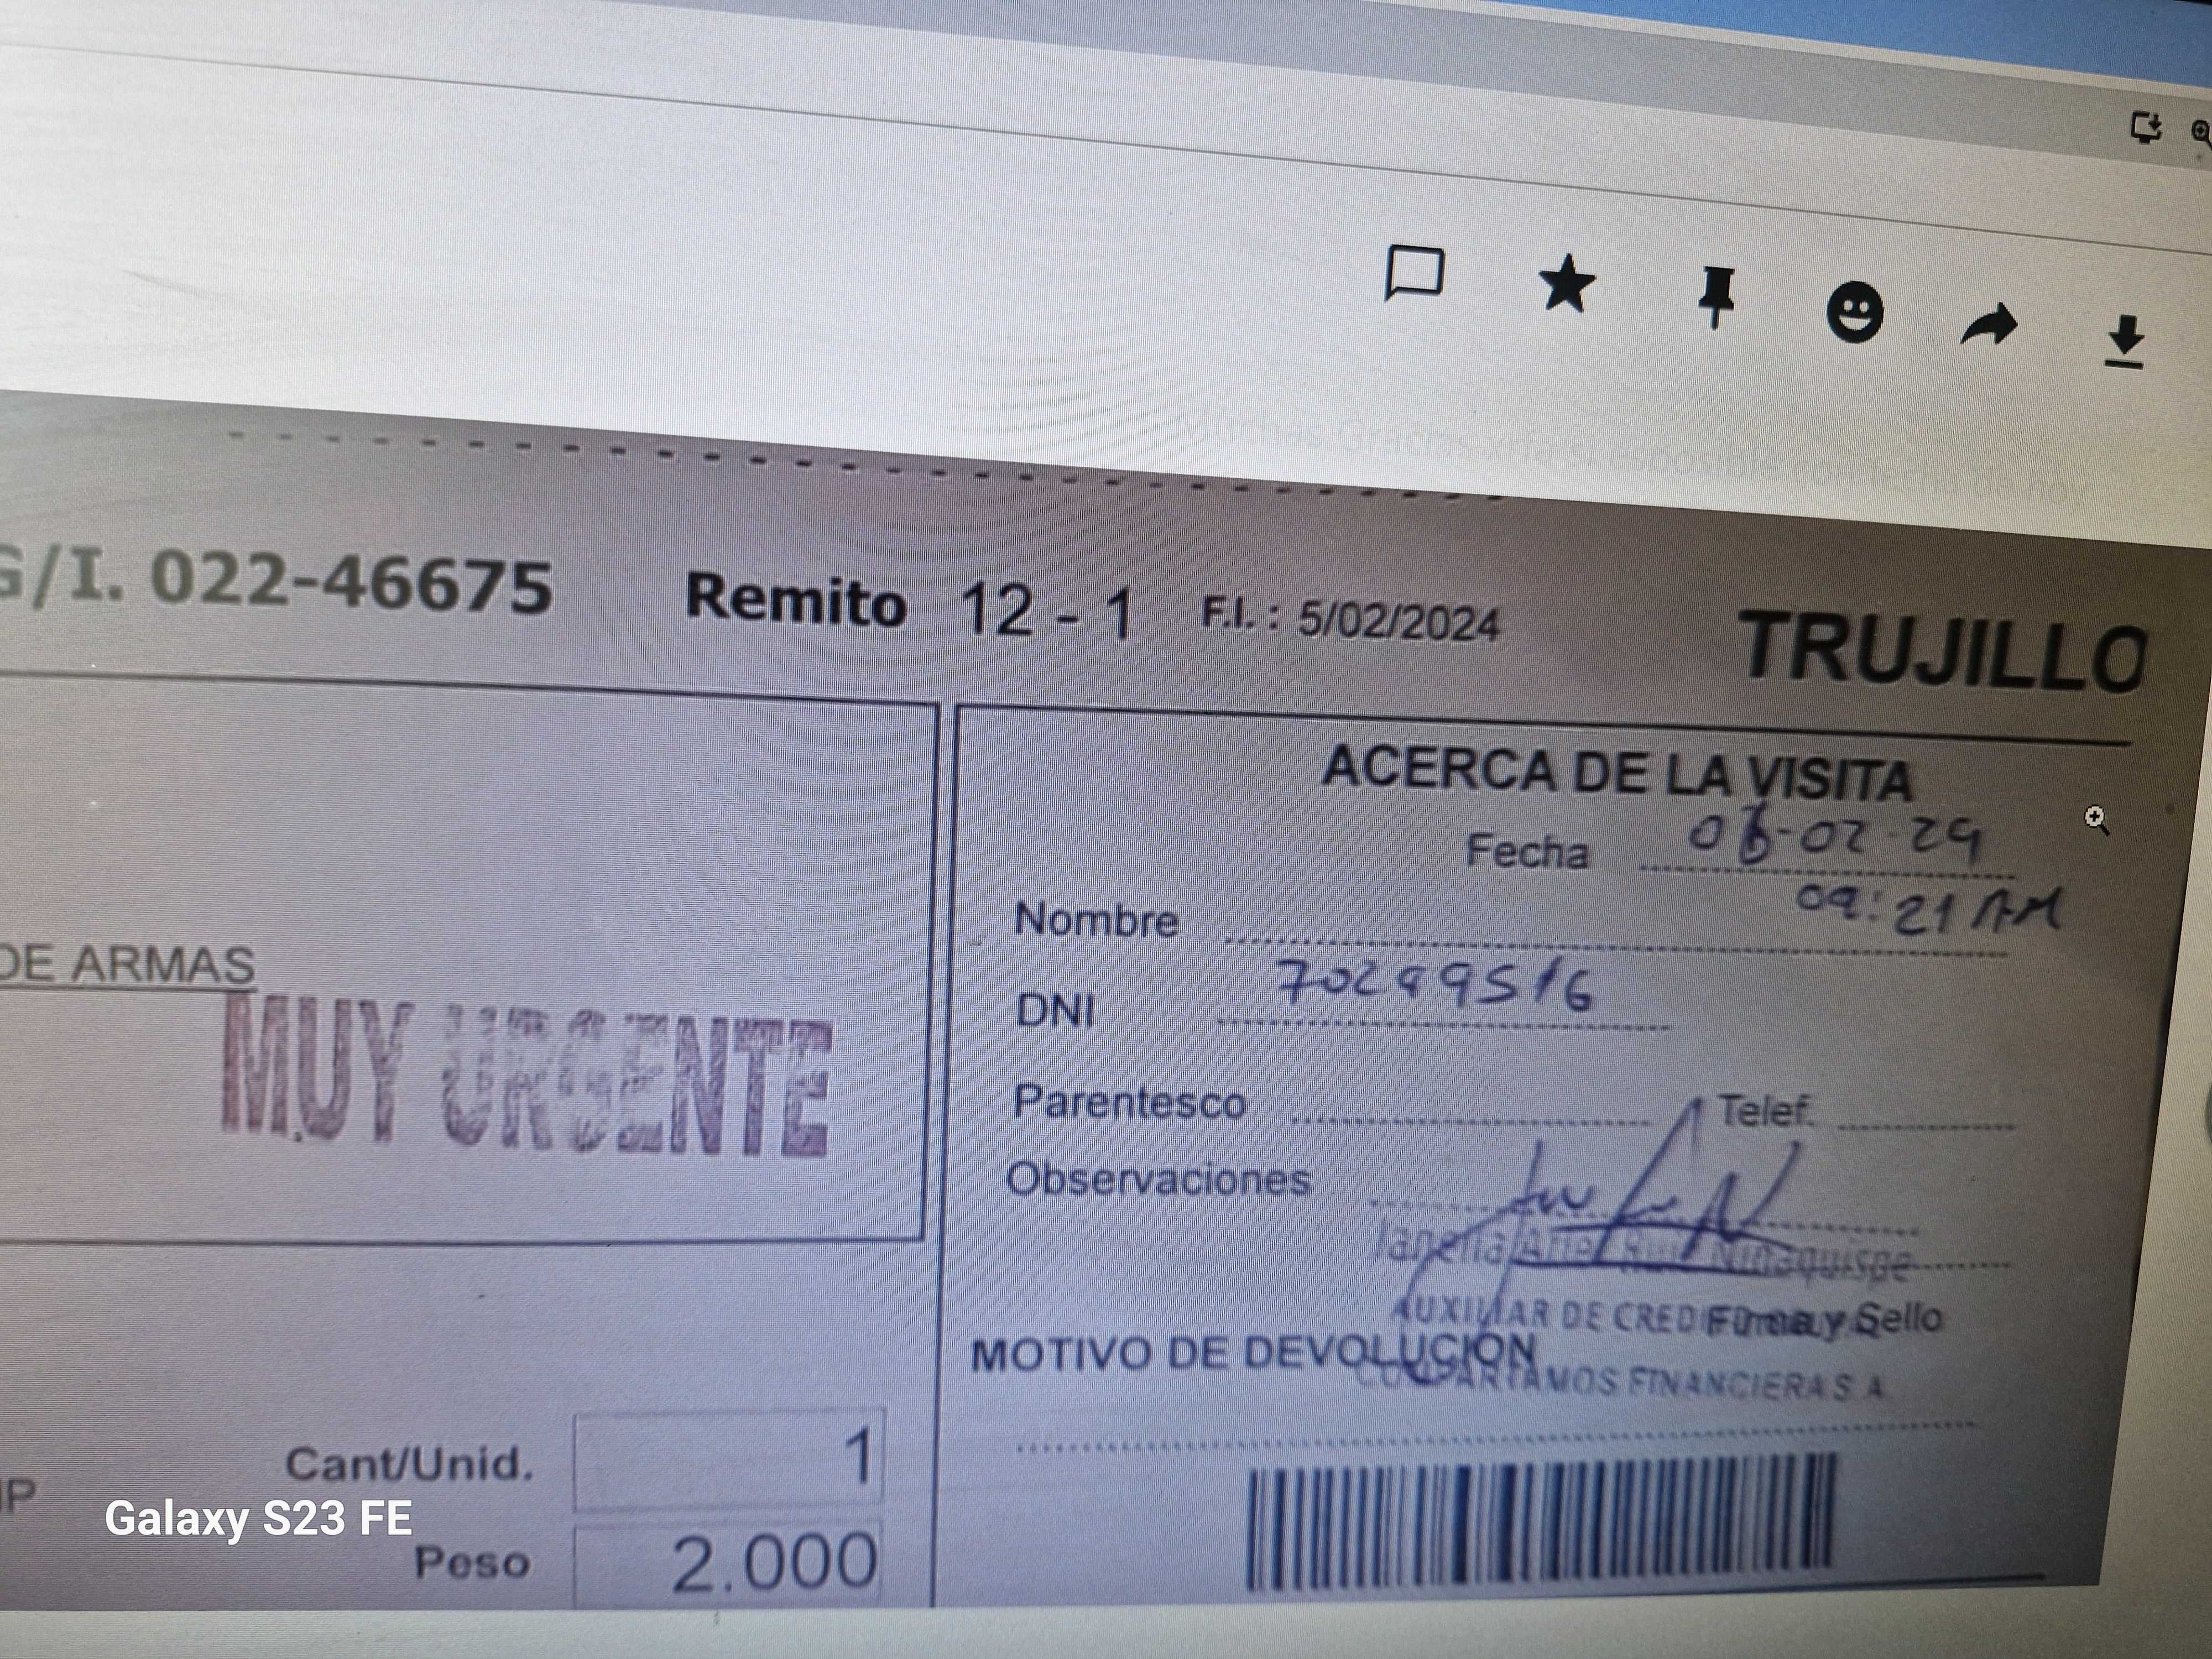 G/I. 022-46675 Remito 12 - 1 F.I. : 5/02/2024 TRUJILLO
ACERCA DE LA VISITA
Fecha 06-02-24
09:21 AM
Nombre
DE ARMAS
MUY URGENTE
DNI 70299516
Parentesco Telef.
Observaciones
Ninaquispe
AUXILIAR DE Firma y Sello
MOTIVO DE DEVOLUCION
COMPARTAMOS FINANCIERA S A
Cant/Unid. 1
IP
Peso 2.000
Galaxy S23 FE